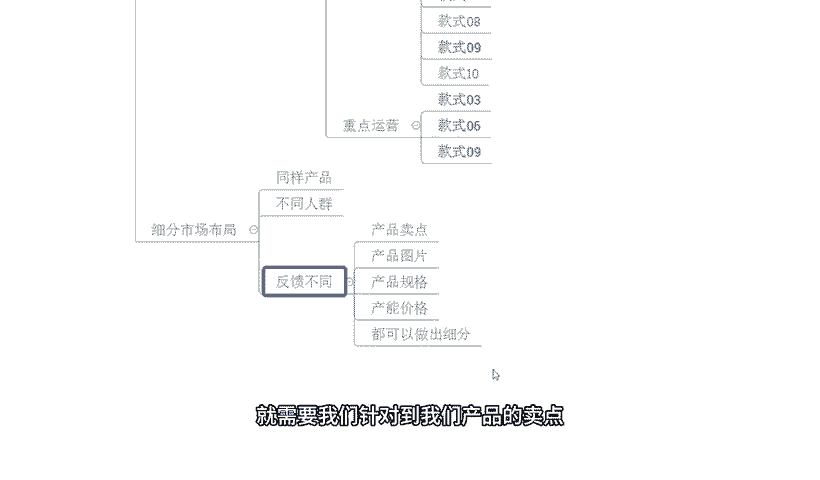 款式08
款式09
款式10
款式03
重点运营
款式06
款式09
同样产品
不同人群
细分市场布局
产品卖点
产品图片
反馈不同
产品规格
产能价格
都可以做出细分
就需要我们针对到我们产品的卖点